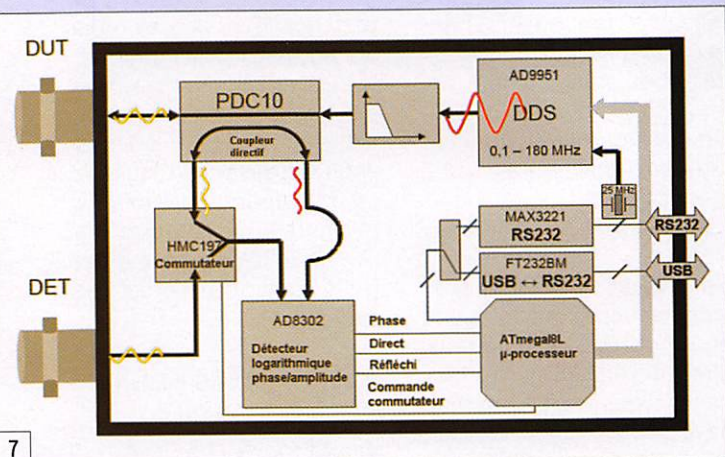 DUT
PDC10
Coupleur
directif
AD9951
DDS
0,1 – 180 MHz
25 MHz
HMC197
Commutateur
MAX3221
RS232
RS232
FT232BM
USB ↔ RS232
USB
DET
AD8302
Détecteur
logarithmique
phase/amplitude
Phase
Direct
Réfléchi
Commande
commutateur
ATmegal8L
µ-processeur
7